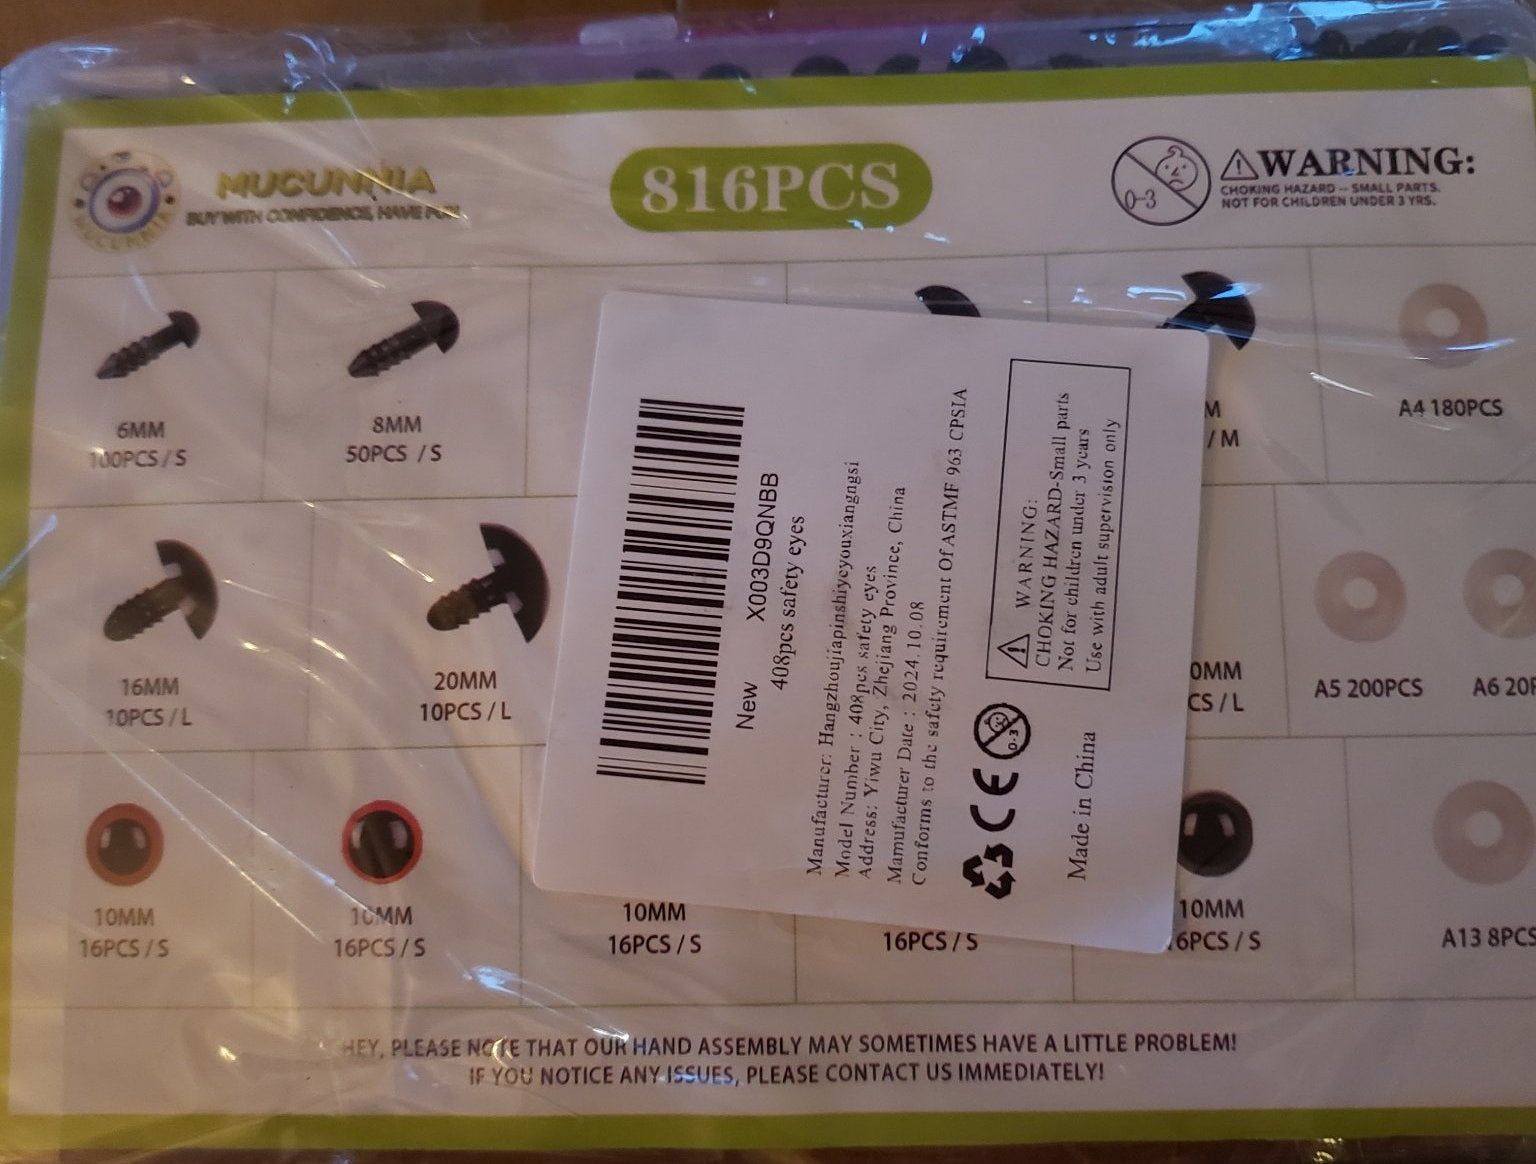 MUCUNNIA
BUY WITH CONFIDENCE, HAVE FUN
816PCS
0-3
WARNING:
CHOKING HAZARD -- SMALL PARTS.
NOT FOR CHILDREN UNDER 3 YRS.
6MM
100PCS / S
8MM
50PCS / S
M
/ M
A4 180PCS
16MM
10PCS / L
20MM
10PCS / L
0MM
CS / L
A5 200PCS
A6 20P
10MM
16PCS / S
10MM
16PCS / S
10MM
16PCS / S
16PCS / S
10MM
6PCS / S
A13 8PCS
HEY, PLEASE NOTE THAT OUR HAND ASSEMBLY MAY SOMETIMES HAVE A LITTLE PROBLEM!
IF YOU NOTICE ANY ISSUES, PLEASE CONTACT US IMMEDIATELY!
New X003D9QNBB
408pcs safety eyes
Manufacturer: Hangzhoujiapinshiyeyouxiangngsi
Model Number : 408pcs safety eyes
Address: Yiwu City, Zhejiang Province, China
Mamufacturer Date : 2024.10.08
Conforms to the safety requirement Of ASTMF 963 CPSIA
CE
0-3
WARNING:
CHOKING HAZARD-Small parts
Not for children under 3 years
Use with adult supervision only
Made in China